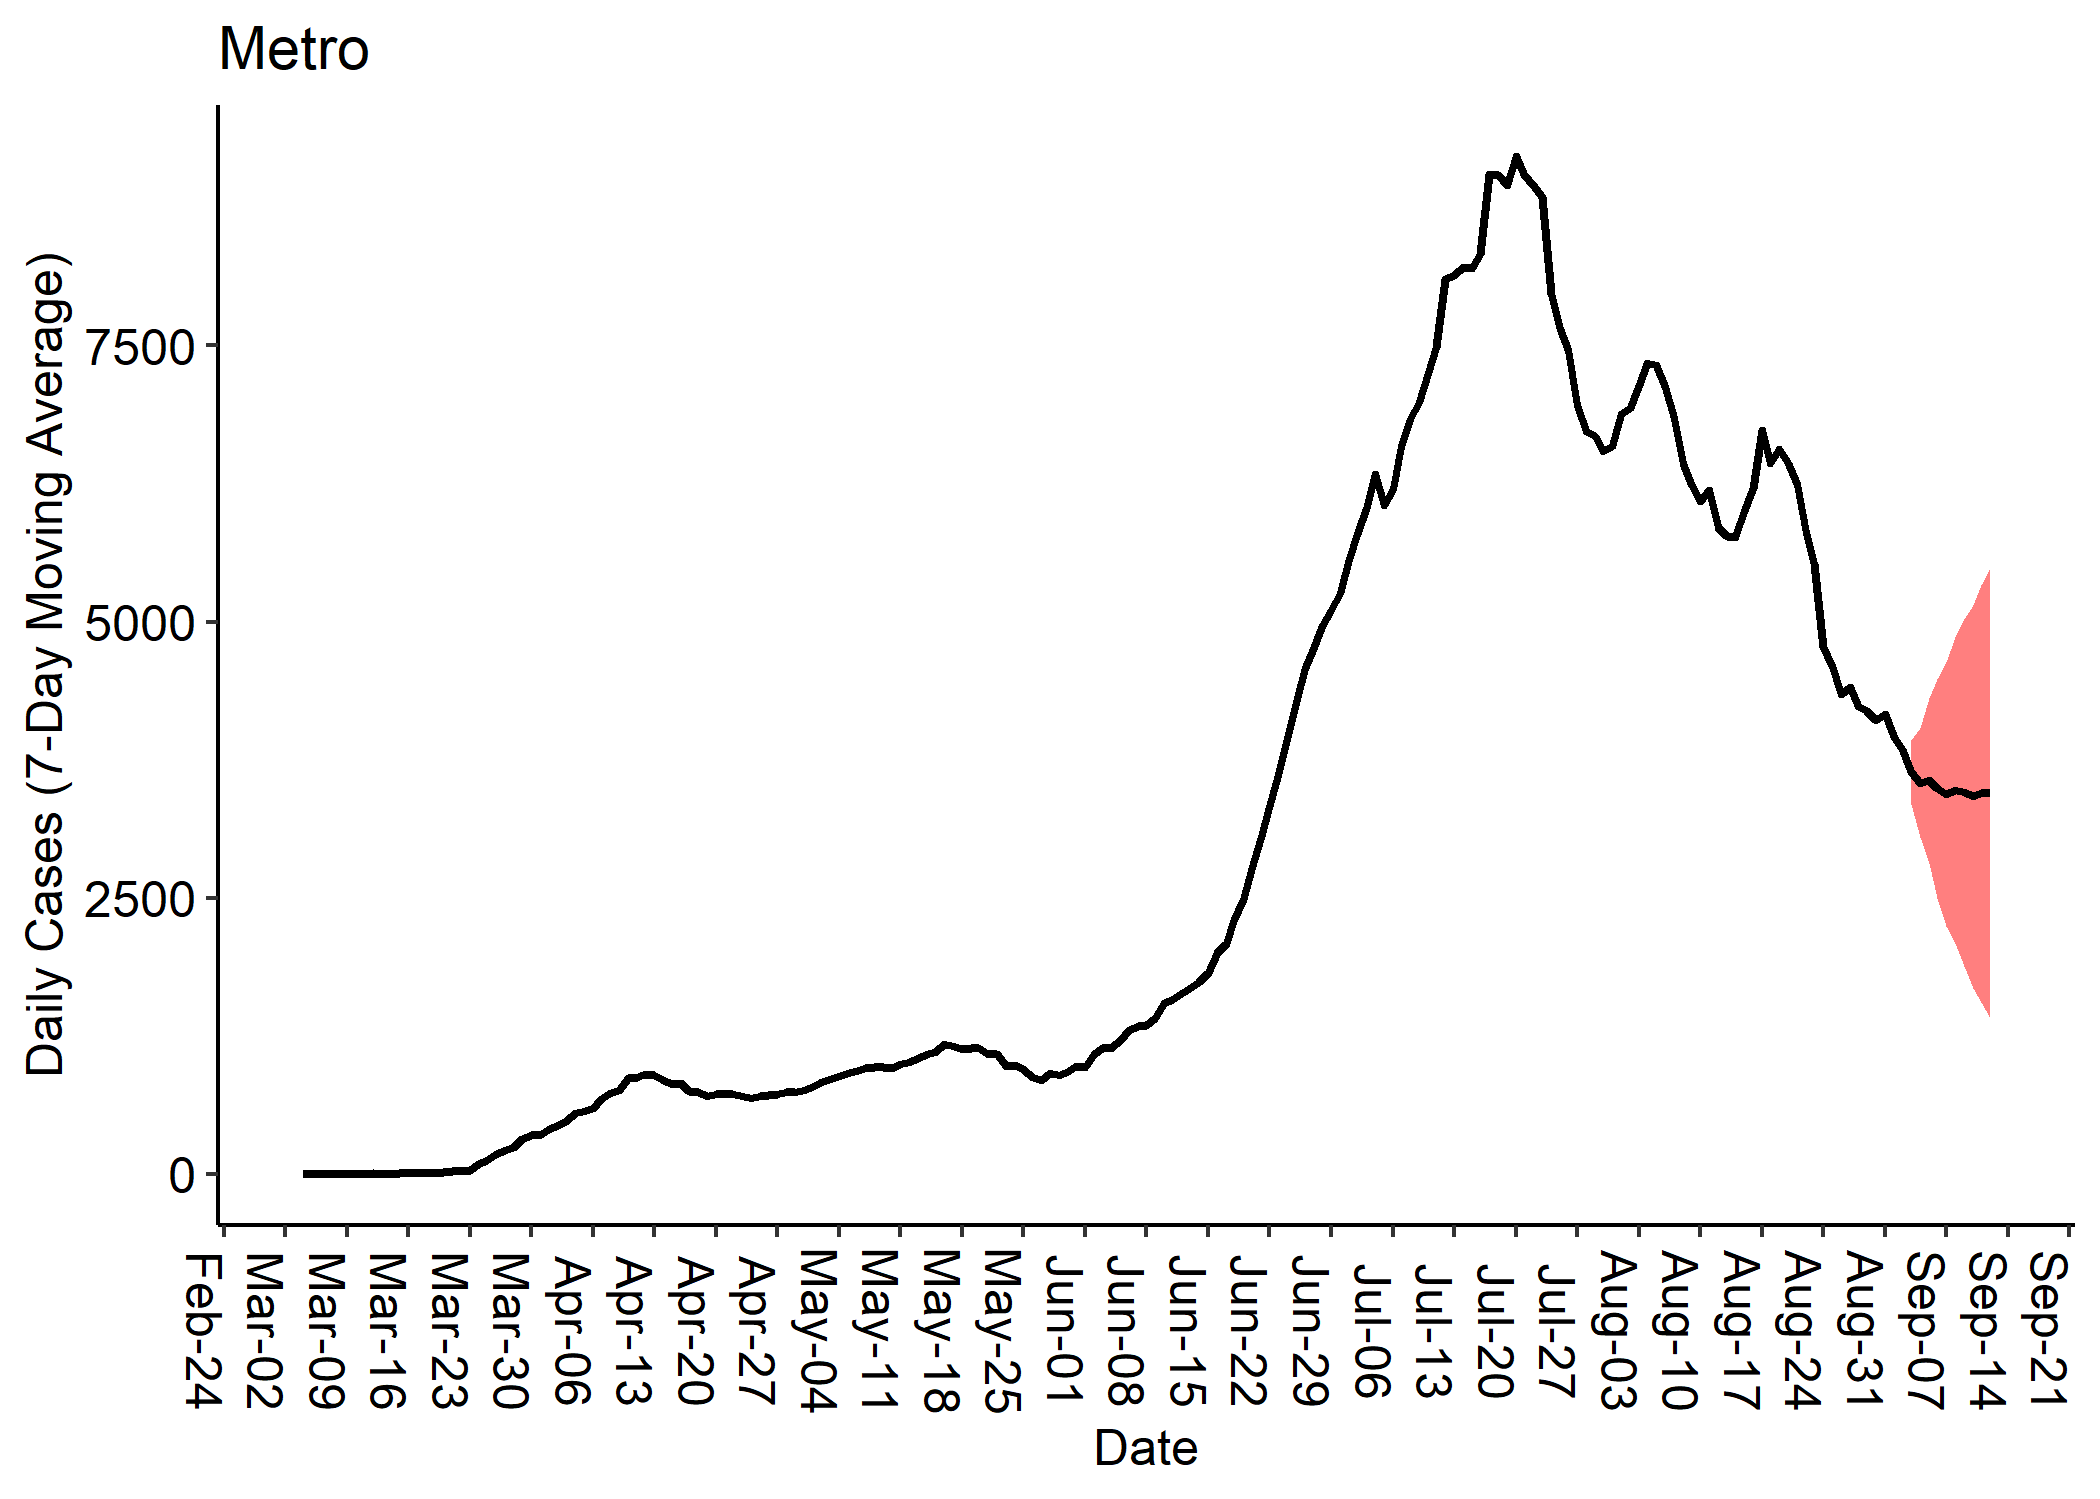 Metro
Daily Cases (7-Day Moving Average)
7500
5000
2500
0
Feb-24
Mar-02
Mar-09
Mar-16
Mar-23
Mar-30
Apr-06
Apr-13
Apr-20
Apr-27
May-04
May-11
May-18
May-25
Jun-01
Jun-08
Jun-15
Jun-22
Jun-29
Jul-06
Jul-13
Jul-20
Jul-27
Aug-03
Aug-10
Aug-17
Aug-24
Aug-31
Sep-07
Sep-14
Sep-21
Date